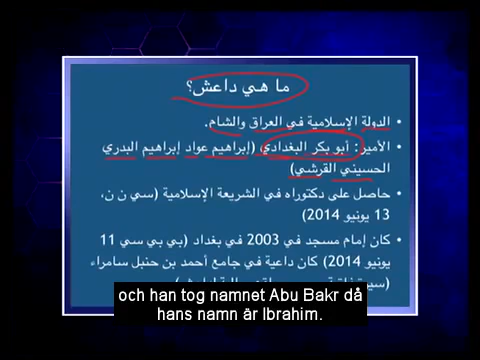 ما هي داعش؟
• الدولة الإسلامية في العراق والشام.
• الأمير: أبو بكر البغدادي (إبراهيم عواد إبراهيم البدري
الحسيني القرشي)
• حاصل على دكتوراه في الشريعة الإسلامية (سي ن ن،
13 يونيو 2014)
• كان إمام مسجد في 2003 في بغداد (بي بي سي 11
يونيو 2014) كان داعية في جامع أحمد بن حنبل سامراء
och han tog namnet Abu Bakr då
hans namn är Ibrahim.